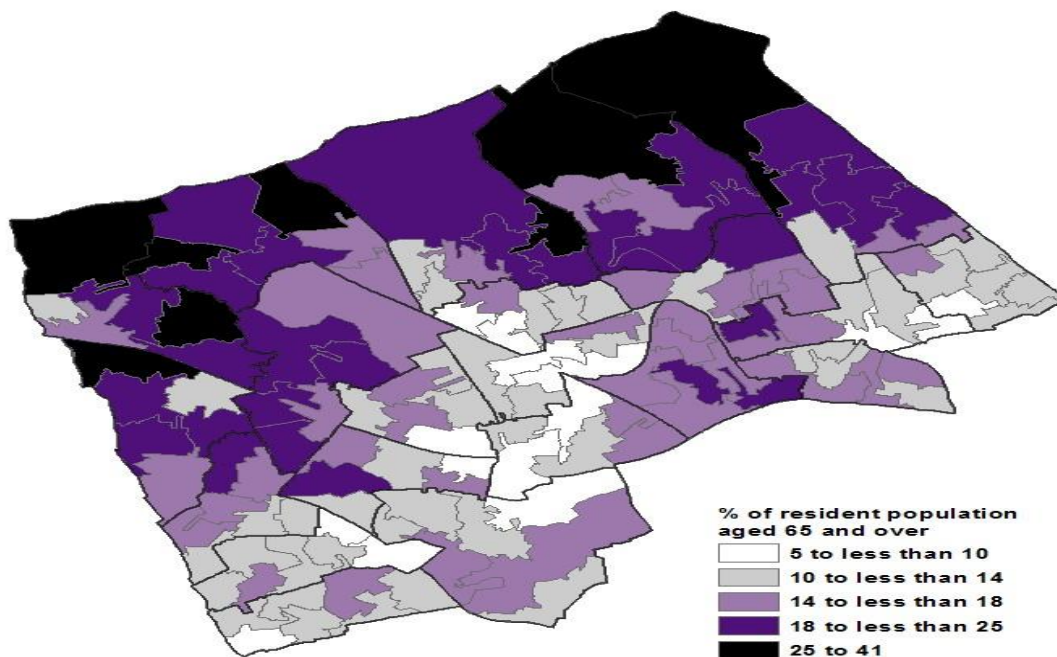 % of resident population
aged 65 and over
5 to less than 10
10 to less than 14
14 to less than 18
18 to less than 25
25 to 41